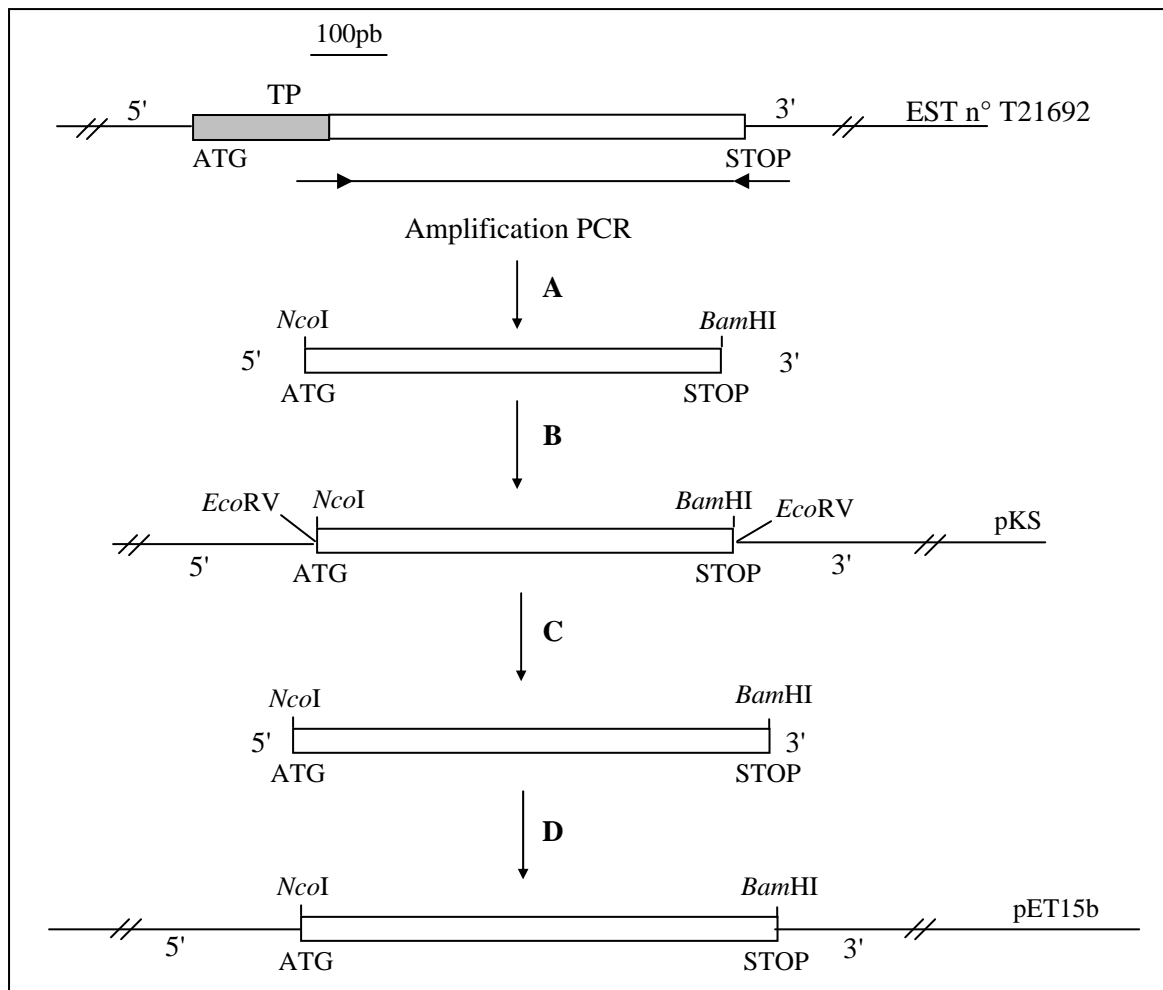 100pb
TP
5' 3' EST n° T21692
ATG STOP
Amplification PCR
A
NcoI BamHI
5' 3'
ATG STOP
B
EcoRV NcoI BamHI EcoRV pKS
5' 3'
ATG STOP
C
NcoI BamHI
5' 3'
ATG STOP
D
NcoI BamHI pET15b
5' 3'
ATG STOP